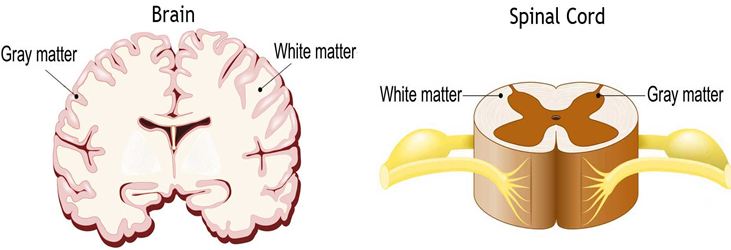 Brain
Spinal Cord
Gray matter
White matter
White matter
Gray matter